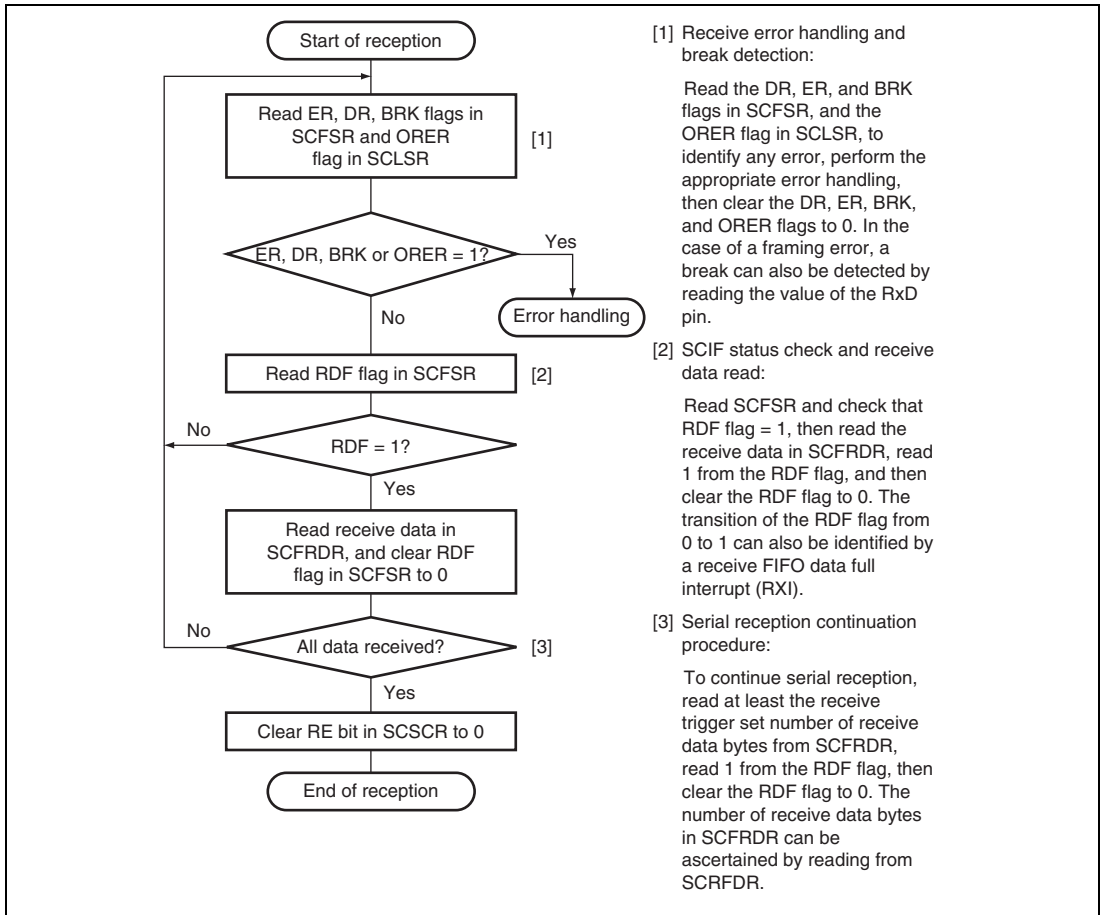 Start of reception
Read ER, DR, BRK flags in
SCFSR and ORER
flag in SCLSR
[1]
ER, DR, BRK or ORER = 1?
Yes
Error handling
No
Read RDF flag in SCFSR
[2]
No
RDF = 1?
Yes
Read receive data in
SCFRDR, and clear RDF
flag in SCFSR to 0
No
All data received?
[3]
Yes
Clear RE bit in SCSCR to 0
End of reception
[1] Receive error handling and
break detection:
Read the DR, ER, and BRK
flags in SCFSR, and the
ORER flag in SCLSR, to
identify any error, perform the
appropriate error handling,
then clear the DR, ER, BRK,
and ORER flags to 0. In the
case of a framing error, a
break can also be detected by
reading the value of the RxD
pin.
[2] SCIF status check and receive
data read:
Read SCFSR and check that
RDF flag = 1, then read the
receive data in SCFRDR, read
1 from the RDF flag, and then
clear the RDF flag to 0. The
transition of the RDF flag from
0 to 1 can also be identified by
a receive FIFO data full
interrupt (RXI).
[3] Serial reception continuation
procedure:
To continue serial reception,
read at least the receive
trigger set number of receive
data bytes from SCFRDR,
read 1 from the RDF flag, then
clear the RDF flag to 0. The
number of receive data bytes
in SCFRDR can be
ascertained by reading from
SCRFDR.